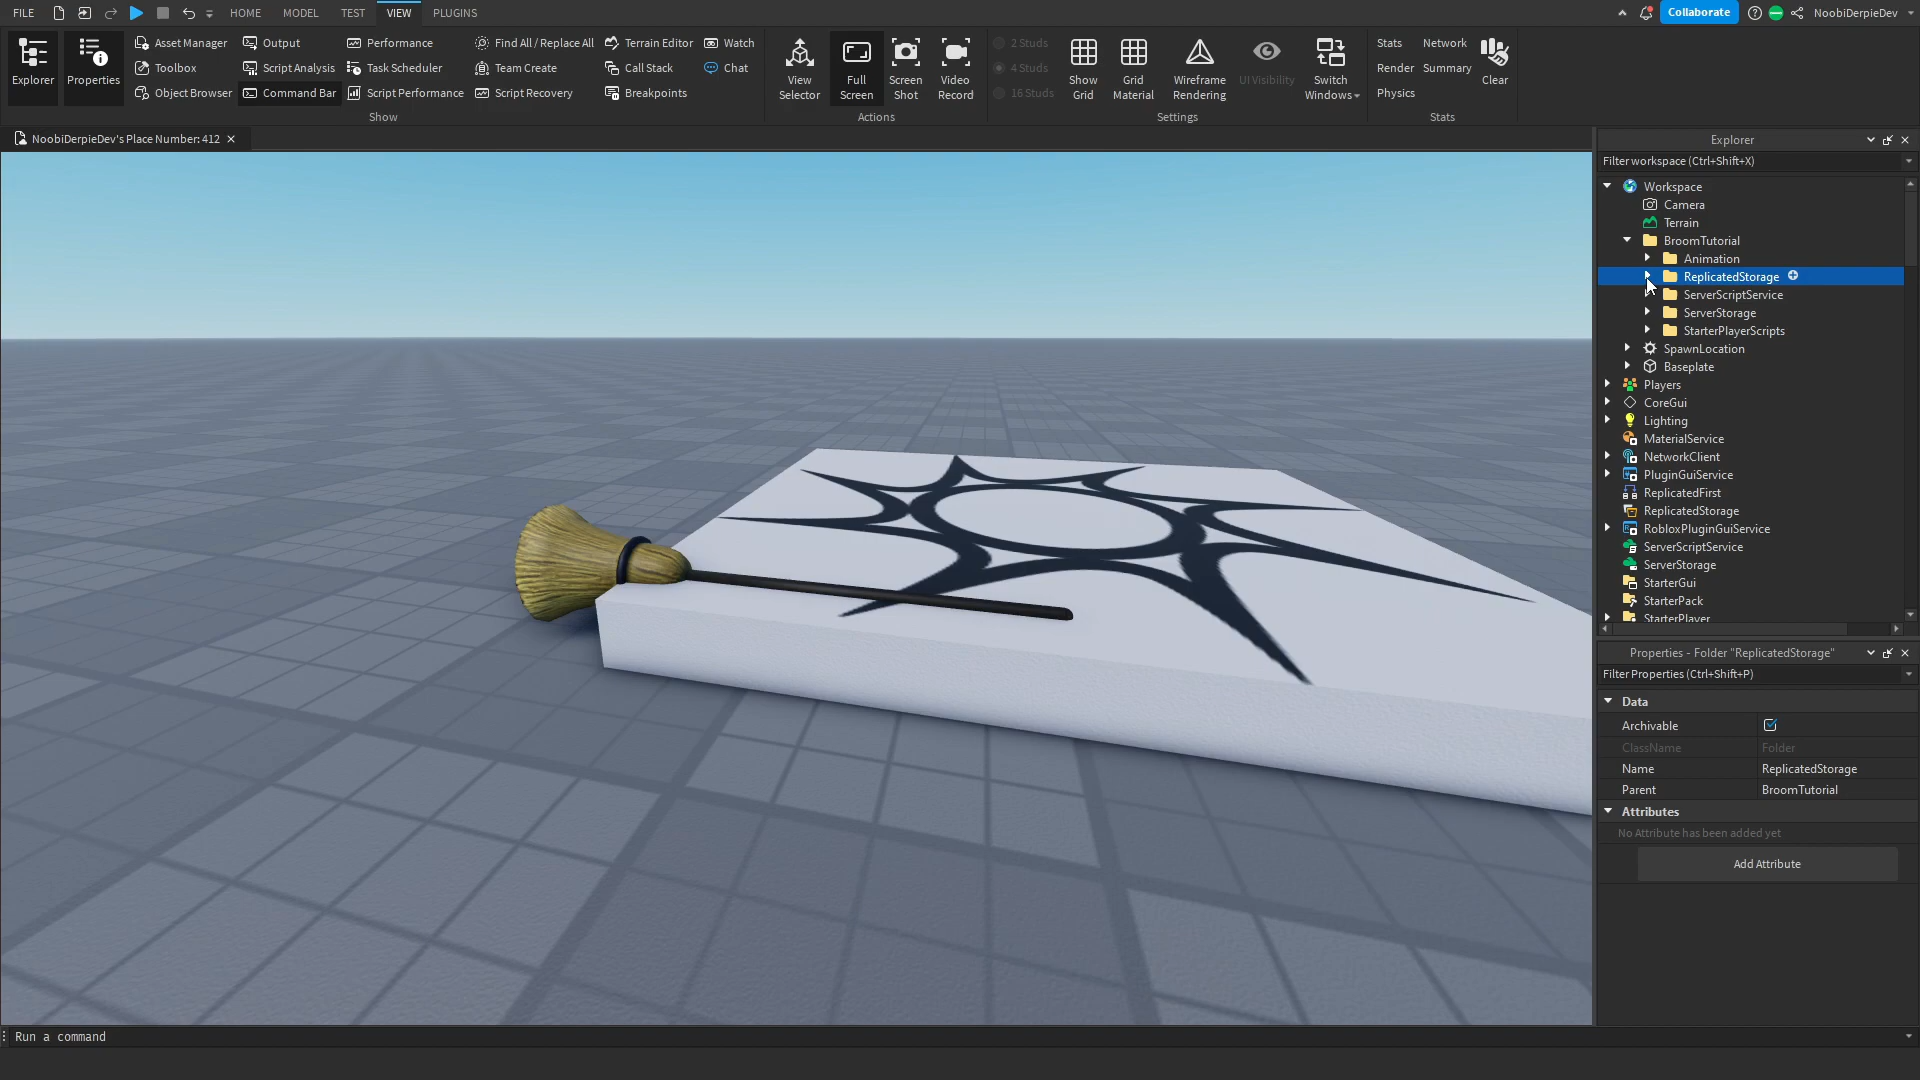 FILE
HOME
MODEL
TEST
VIEW
PLUGINS
Collaborate
NoobiDerpieDev
Explorer
Properties
Asset Manager
Toolbox
Object Browser
Output
Script Analysis
Command Bar
Performance
Task Scheduler
Script Performance
Find All / Replace All
Team Create
Script Recovery
Terrain Editor
Call Stack
Breakpoints
Watch
Chat
Show
View
Selector
Full
Screen
Screen
Shot
Video
Record
Actions
2 Studs
4 Studs
16 Studs
Show
Grid
Grid
Material
Wireframe
Rendering
UI Visibility
Switch
Windows
Settings
Stats
Network
Render
Summary
Physics
Clear
Stats
NoobiDerpieDev's Place Number: 412
Explorer
Filter workspace (Ctrl+Shift+X)
Workspace
Camera
Terrain
BroomTutorial
Animation
ReplicatedStorage
ServerScriptService
ServerStorage
StarterPlayerScripts
SpawnLocation
Baseplate
Players
CoreGui
Lighting
MaterialService
NetworkClient
PluginGuiService
ReplicatedFirst
ReplicatedStorage
RobloxPluginGuiService
ServerScriptService
ServerStorage
StarterGui
StarterPack
StarterPlayer
Properties - Folder "ReplicatedStorage"
Filter Properties (Ctrl+Shift+P)
Data
Archivable
ClassName Folder
Name ReplicatedStorage
Parent BroomTutorial
Attributes
No Attribute has been added yet
Add Attribute
Run a command